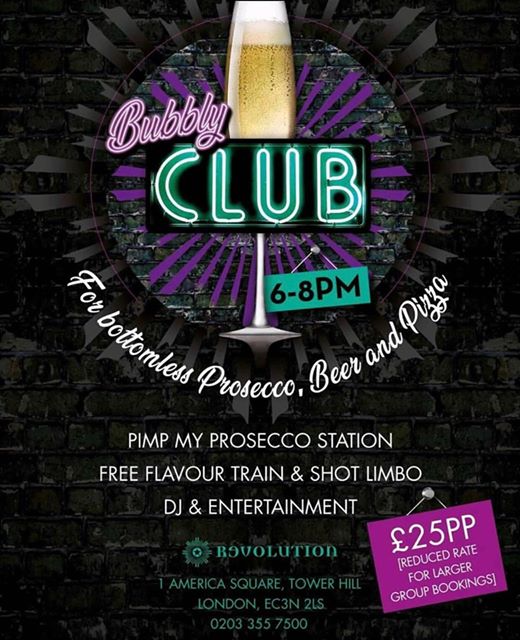 Bubbly
CLUB
6-8PM
For bottomless Prosecco, Beer and Pizza
PIMP MY PROSECCO STATION
FREE FLAVOUR TRAIN & SHOT LIMBO
DJ & ENTERTAINMENT
£25PP
[REDUCED RATE
FOR LARGER
GROUP BOOKINGS]
REVOLUTION
1 AMERICA SQUARE, TOWER HILL
LONDON, EC3N 2LS
0203 355 7500